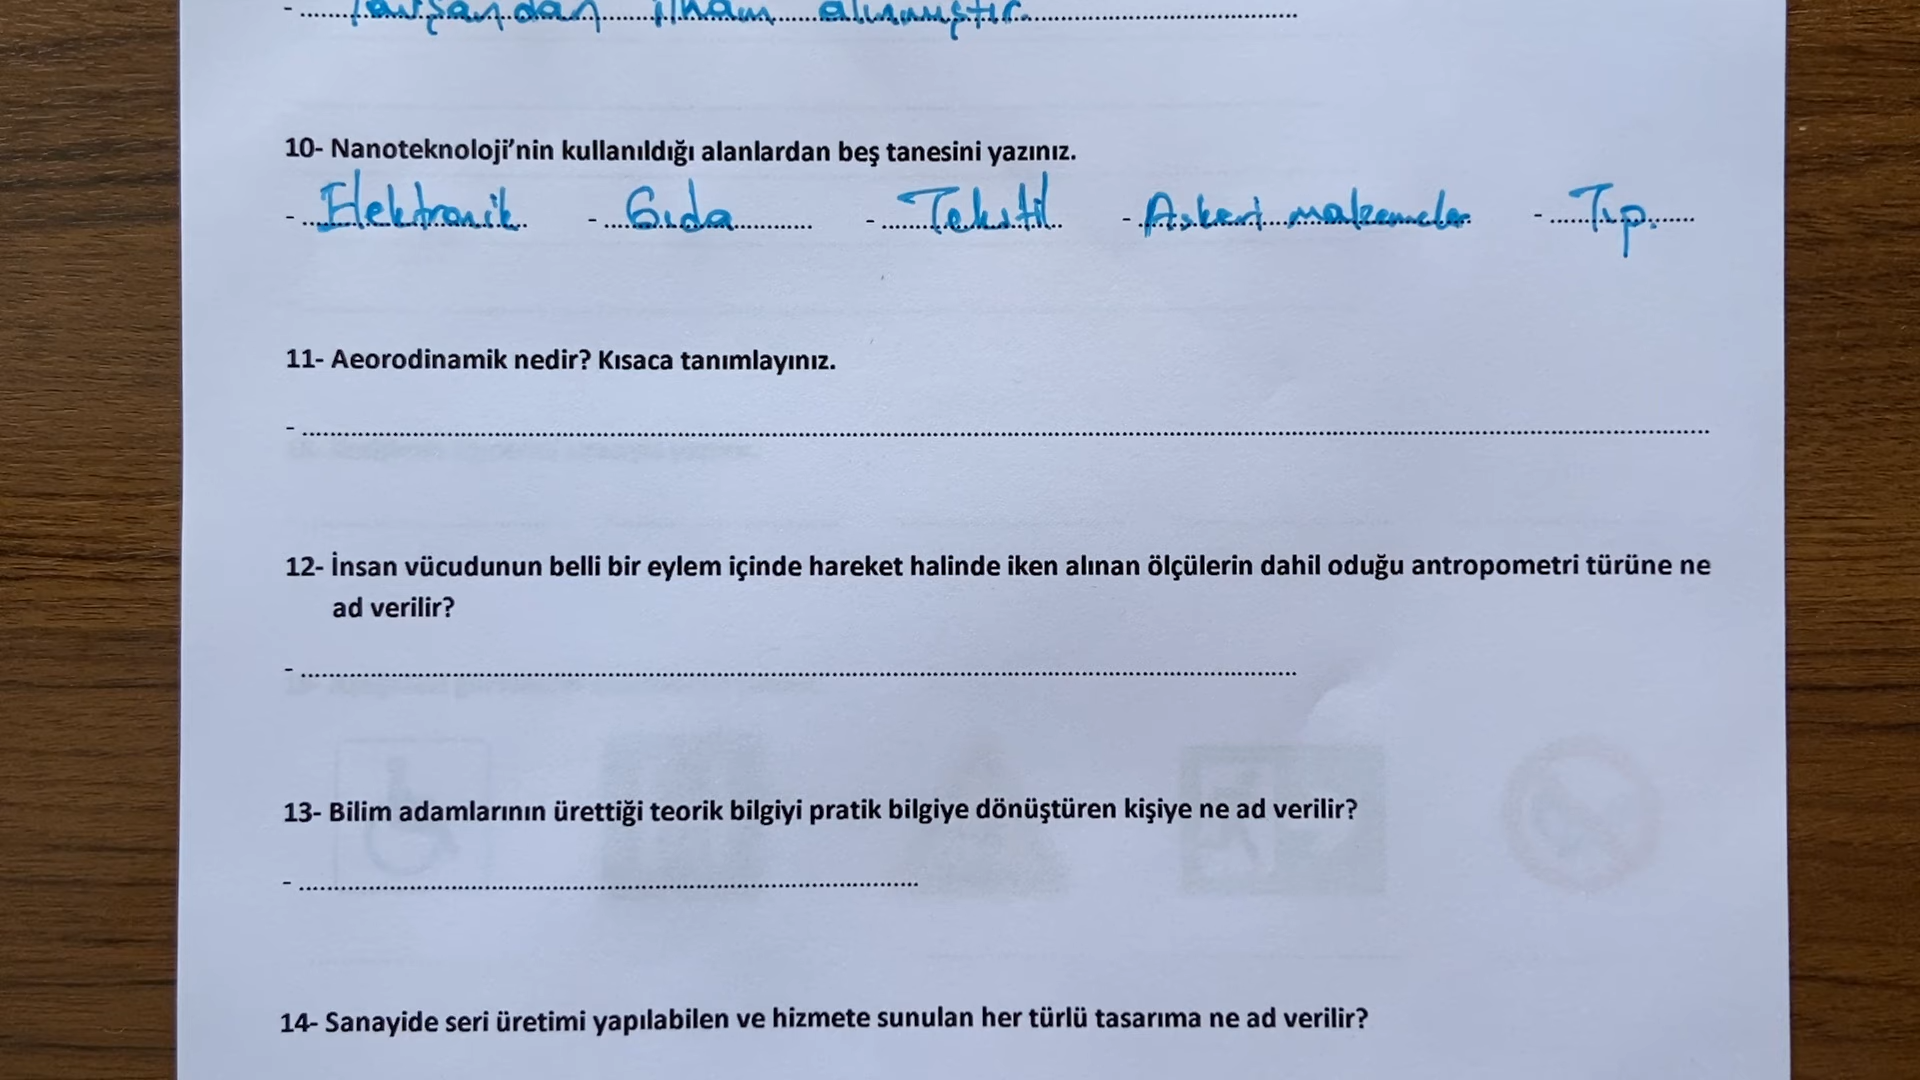 - Tavşandan ilham alınmıştır.
10- Nanoteknoloji’nin kullanıldığı alanlardan beş tanesini yazınız.
- Elektronik - Gıda - Tekstil - Askeri malzemeler - Tıp
11- Aeorodinamik nedir? Kısaca tanımlayınız.
-
12- İnsan vücudunun belli bir eylem içinde hareket halinde iken alınan ölçülerin dahil oduğu antropometri türüne ne
ad verilir?
-
13- Bilim adamlarının ürettiği teorik bilgiyi pratik bilgiye dönüştüren kişiye ne ad verilir?
-
14- Sanayide seri üretimi yapılabilen ve hizmete sunulan her türlü tasarıma ne ad verilir?